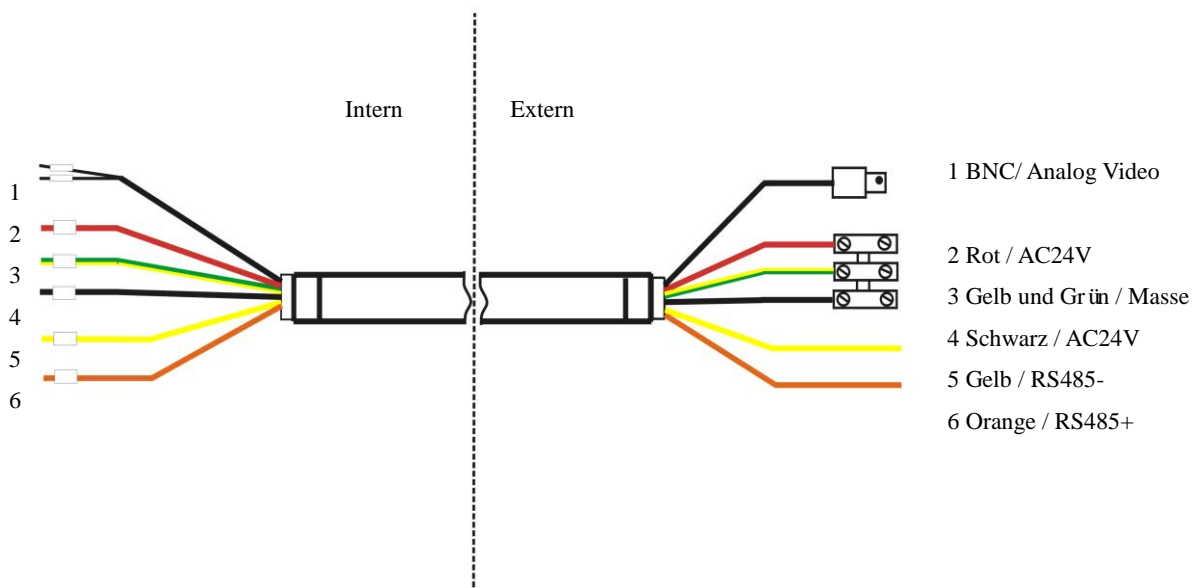 Intern
Extern
1
2
3
4
5
6
1 BNC/ Analog Video
2 Rot / AC24V
3 Gelb und Grün / Masse
4 Schwarz / AC24V
5 Gelb / RS485-
6 Orange / RS485+